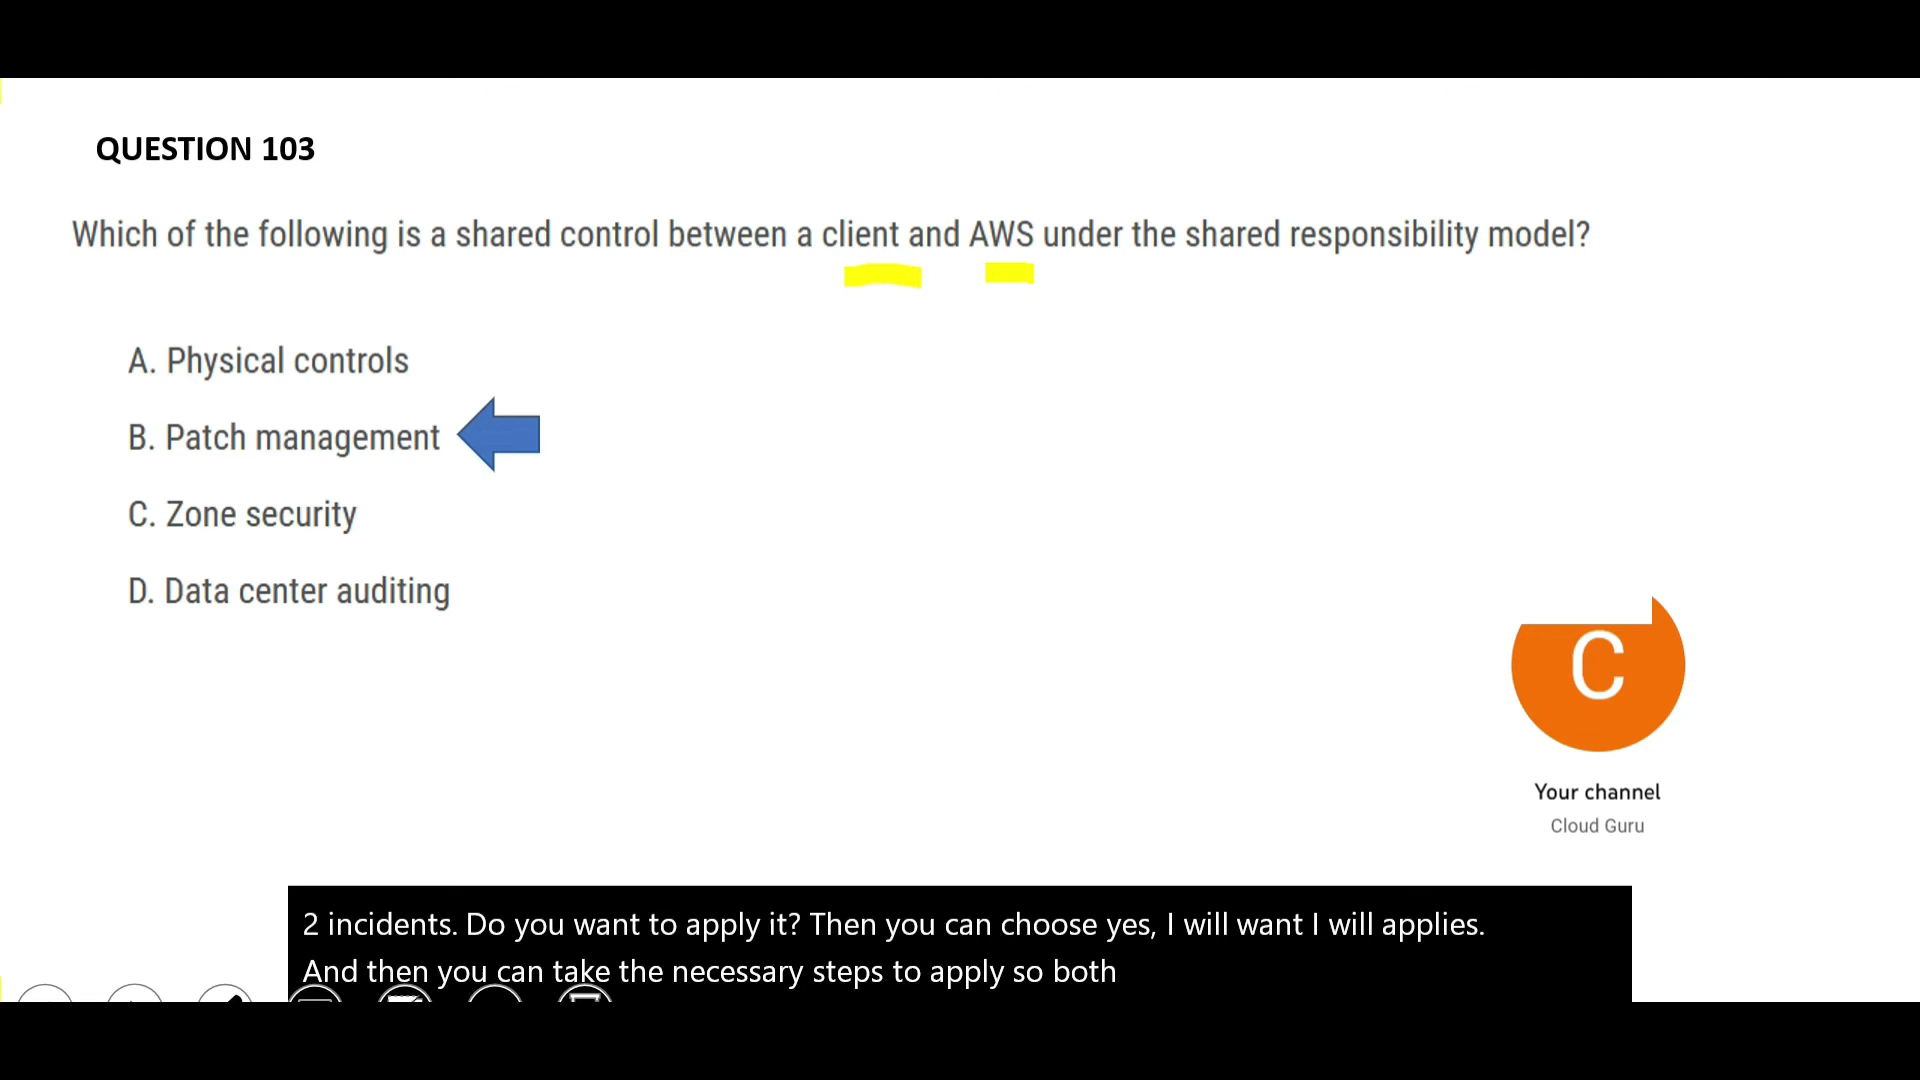 QUESTION 103
Which of the following is a shared control between a client and AWS under the shared responsibility model?
A. Physical controls
B. Patch management
C. Zone security
D. Data center auditing
C
Your channel
Cloud Guru
2 incidents. Do you want to apply it? Then you can choose yes, I will want I will applies.
And then you can take the necessary steps to apply so both